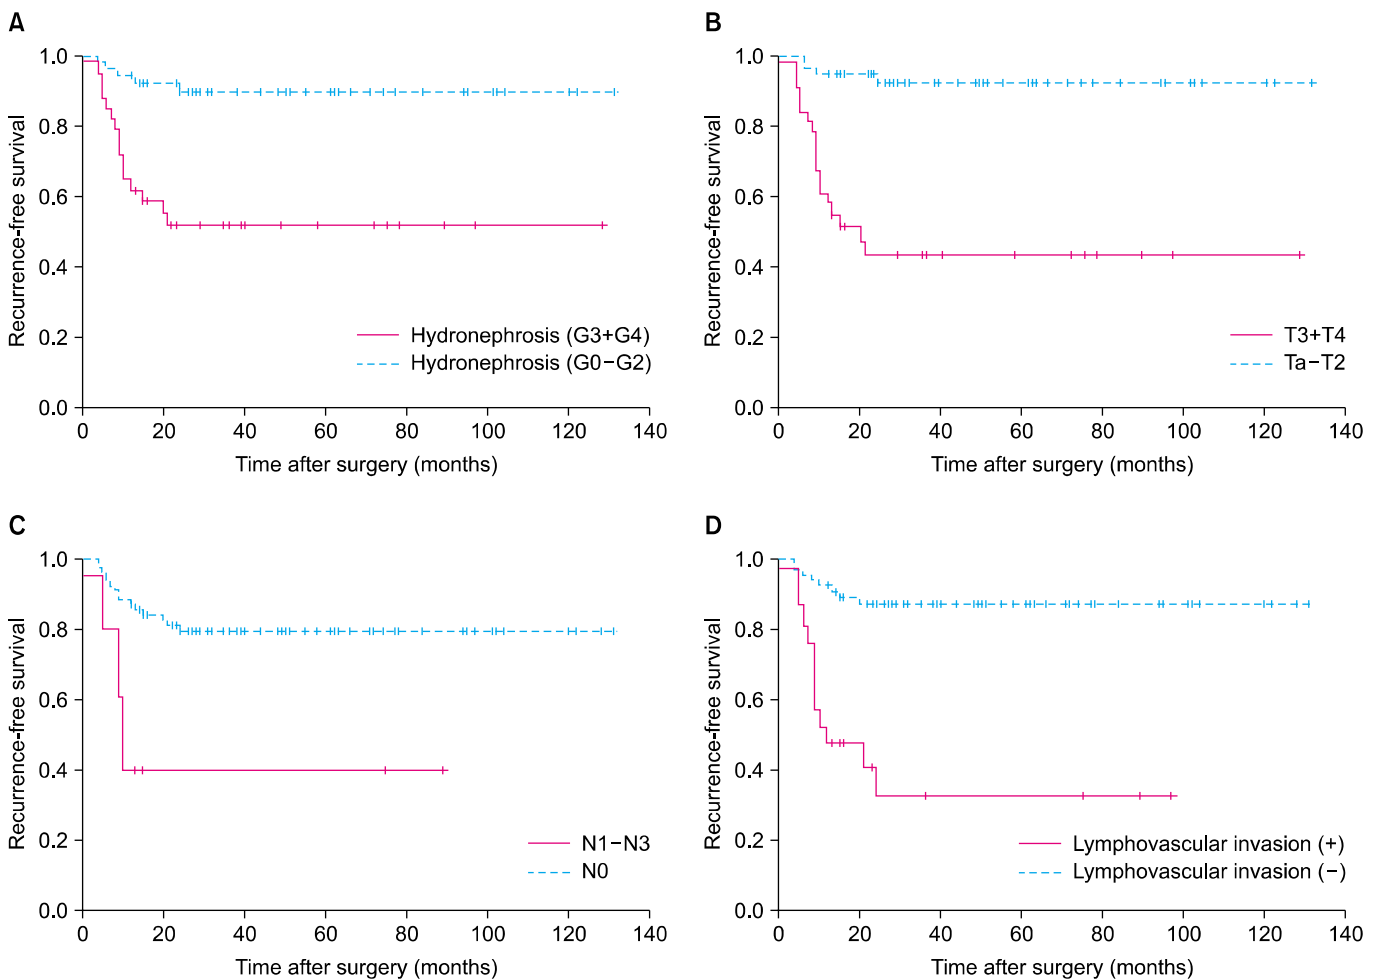 A
Recurrence-free survival
1.0
0.8
0.6
0.4
0.2
0.0
Hydronephrosis (G3+G4)
Hydronephrosis (G0−G2)
0 20 40 60 80 100 120 140
Time after surgery (months)
B
Recurrence-free survival
1.0
0.8
0.6
0.4
0.2
0.0
T3+T4
Ta−T2
0 20 40 60 80 100 120 140
Time after surgery (months)
C
Recurrence-free survival
1.0
0.8
0.6
0.4
0.2
0.0
N1−N3
N0
0 20 40 60 80 100 120 140
Time after surgery (months)
D
Recurrence-free survival
1.0
0.8
0.6
0.4
0.2
0.0
Lymphovascular invasion (+)
Lymphovascular invasion (−)
0 20 40 60 80 100 120 140
Time after surgery (months)